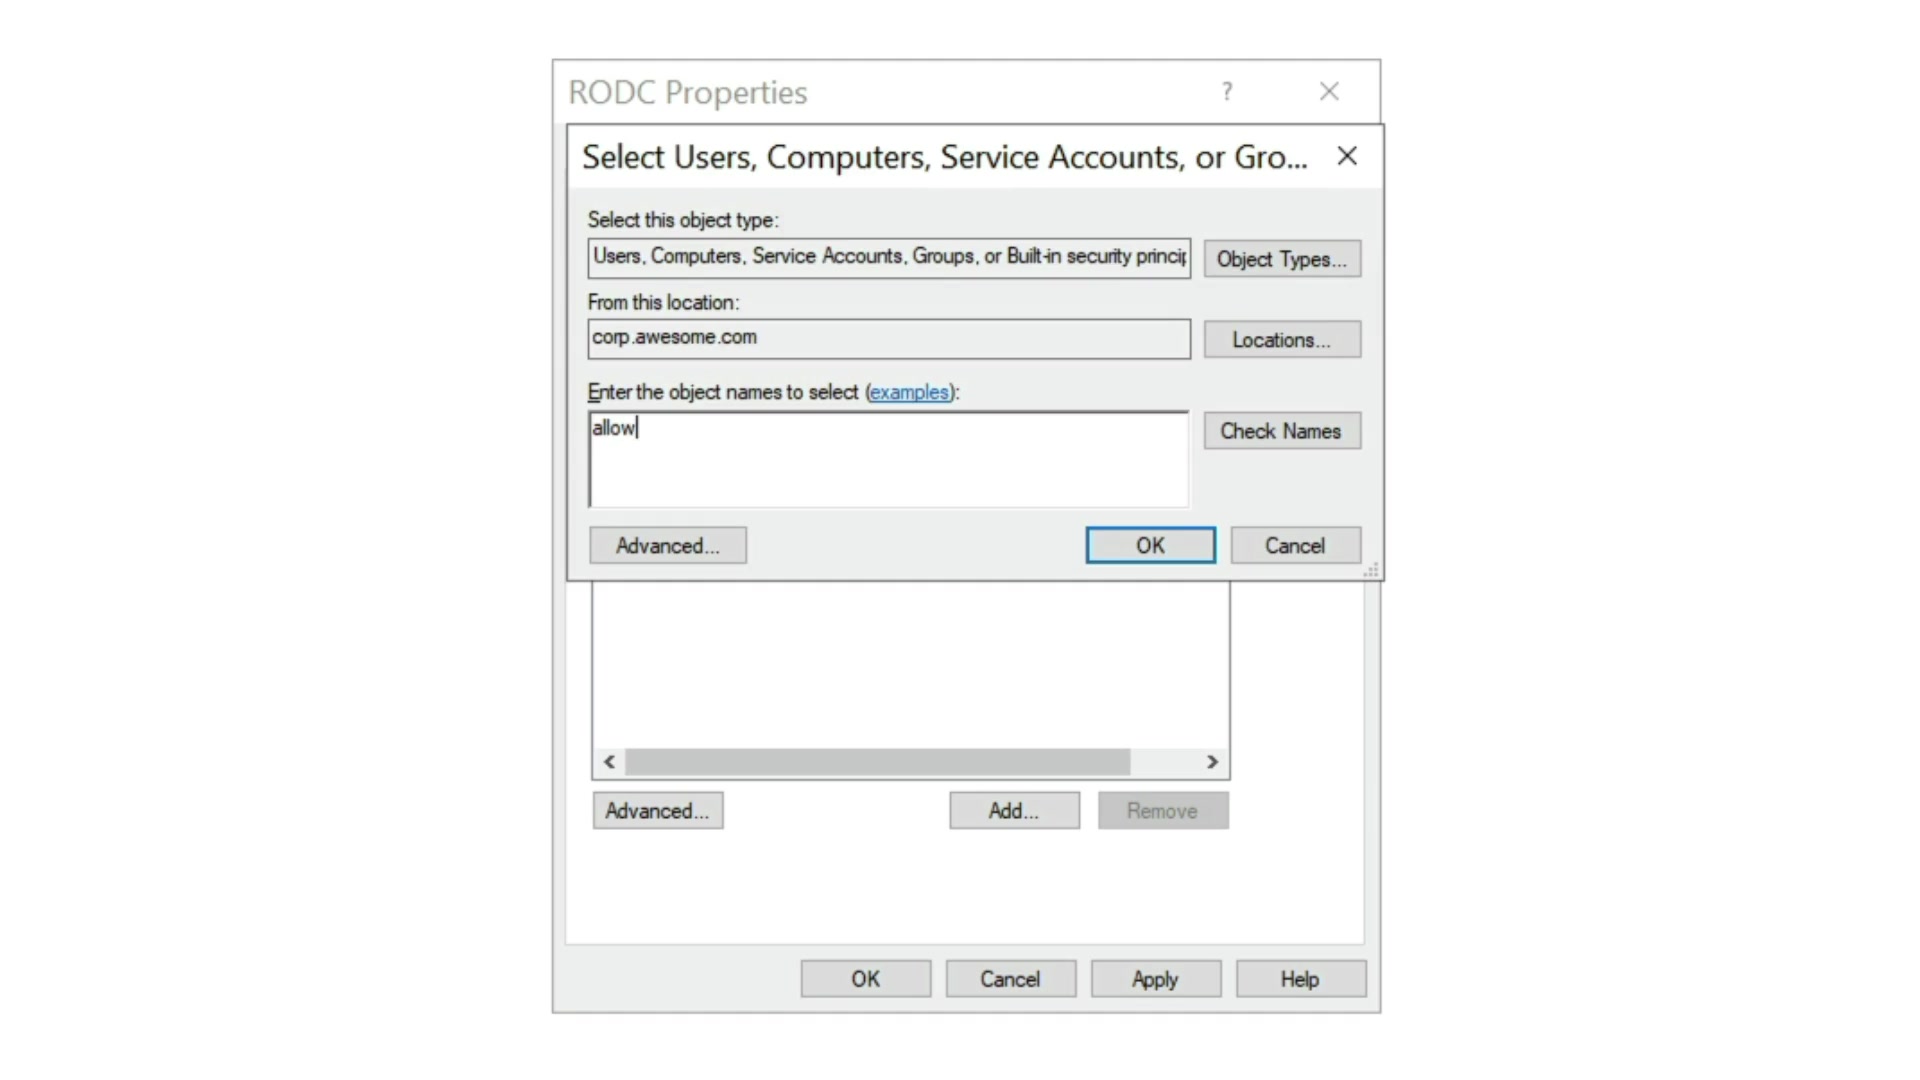 RODC Properties
?
Select Users, Computers, Service Accounts, or Gro...
Select this object type:
Users, Computers, Service Accounts, Groups, or Built-in security princip
Object Types...
From this location:
corp.awesome.com
Locations...
Enter the object names to select (examples):
allow
Check Names
Advanced...
OK
Cancel
Advanced...
Add...
Remove
OK
Cancel
Apply
Help